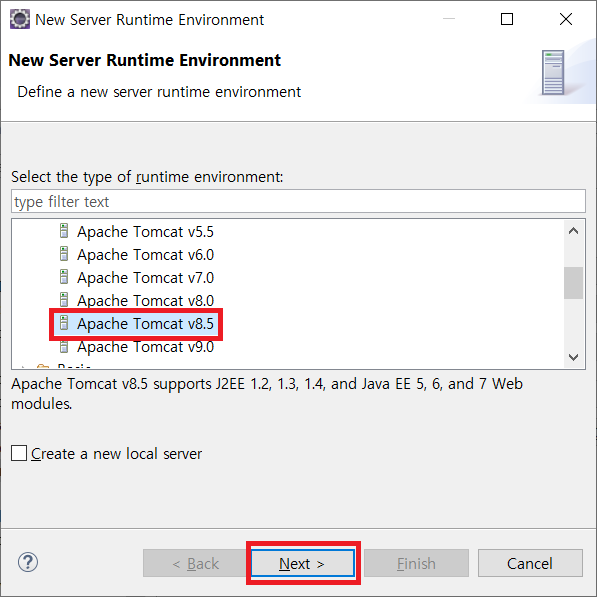 New Server Runtime Environment
New Server Runtime Environment
Define a new server runtime environment
Select the type of runtime environment:
type filter text
Apache Tomcat v5.5
Apache Tomcat v6.0
Apache Tomcat v7.0
Apache Tomcat v8.0
Apache Tomcat v8.5
Apache Tomcat v9.0
Basic
Apache Tomcat v8.5 supports J2EE 1.2, 1.3, 1.4, and Java EE 5, 6, and 7 Web
modules.
Create a new local server
?
< Back Next > Finish Cancel